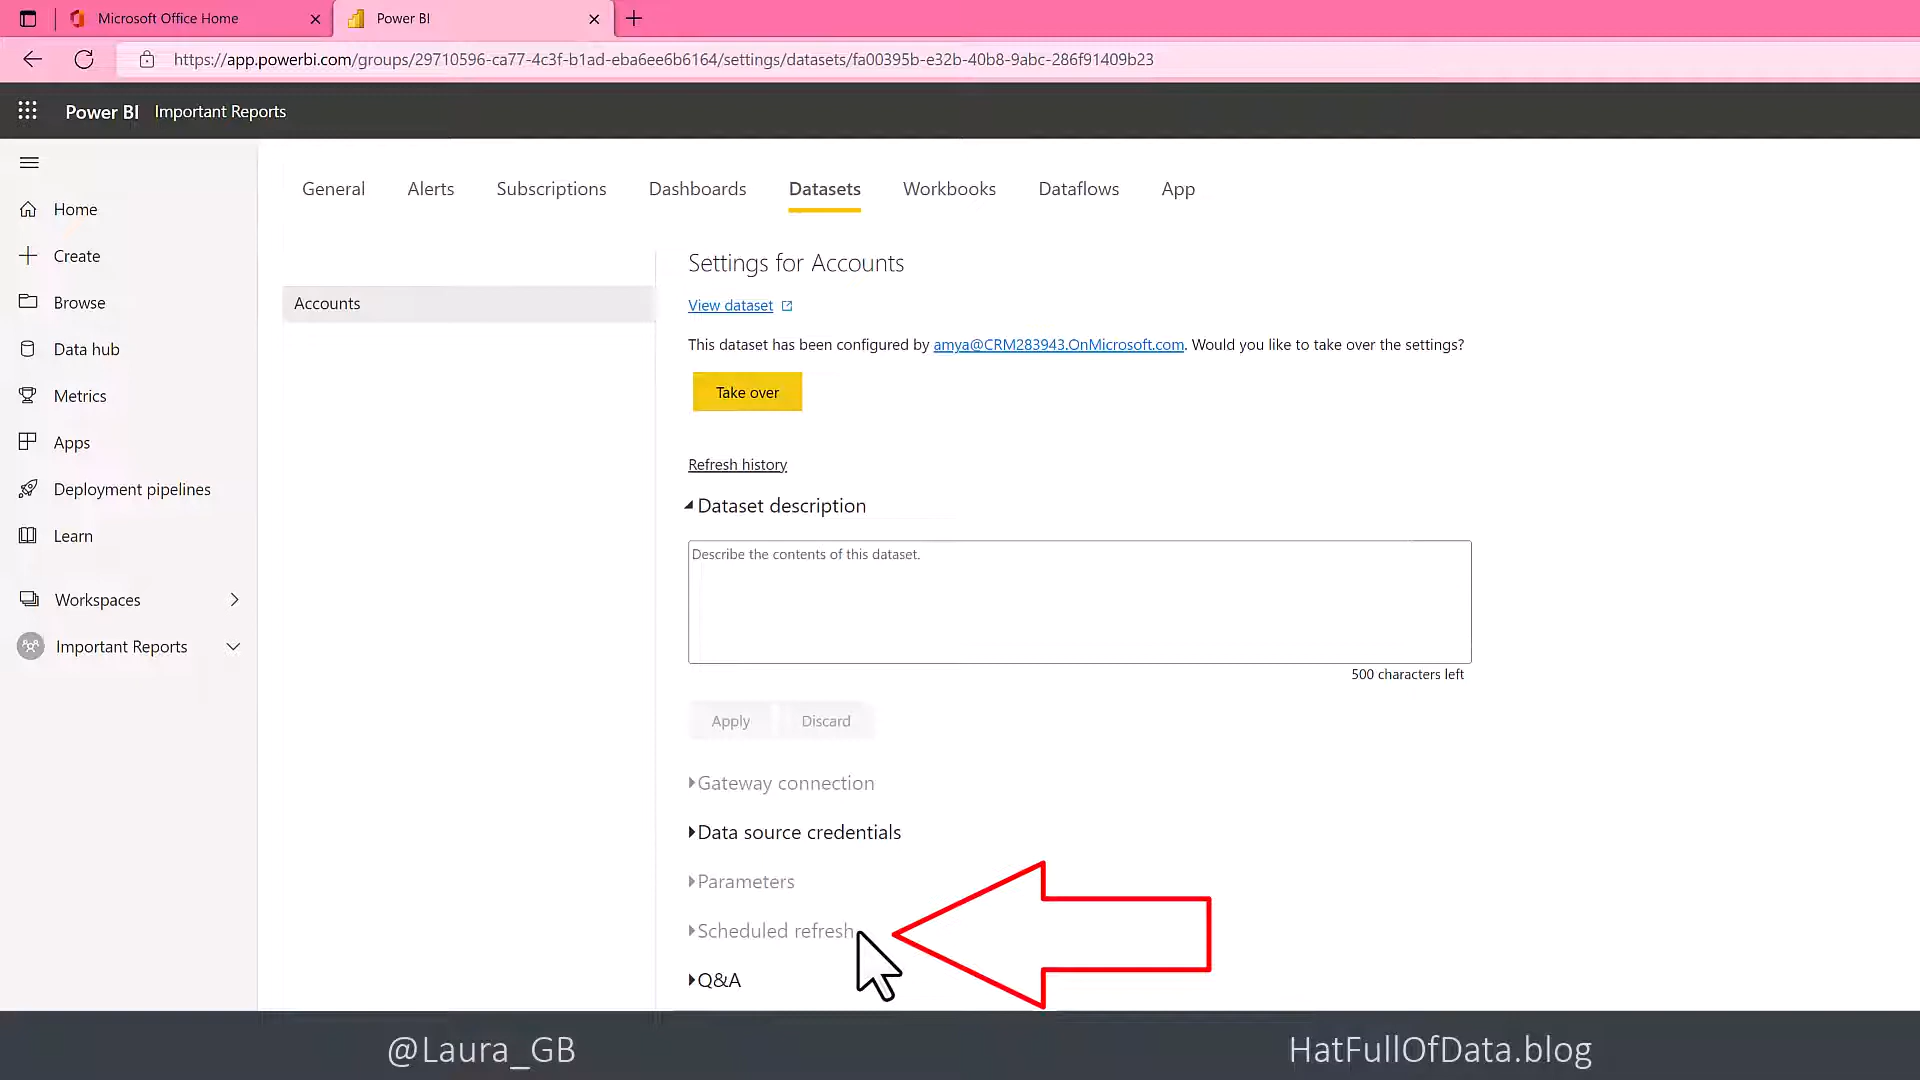 Microsoft Office Home
Power BI
https://app.powerbi.com/groups/29710596-ca77-4c3f-b1ad-eba6ee6b6164/settings/datasets/fa00395b-e32b-40b8-9abc-286f91409b23
Power BI Important Reports
Home
Create
Browse
Data hub
Metrics
Apps
Deployment pipelines
Learn
Workspaces
Important Reports
General Alerts Subscriptions Dashboards Datasets Workbooks Dataflows App
Accounts
Settings for Accounts
View dataset
This dataset has been configured by amya@CRM283943.OnMicrosoft.com. Would you like to take over the settings?
Take over
Refresh history
Dataset description
Describe the contents of this dataset.
500 characters left
Apply Discard
Gateway connection
Data source credentials
Parameters
Scheduled refresh
Q&A
@Laura_GB
HatFullOfData.blog